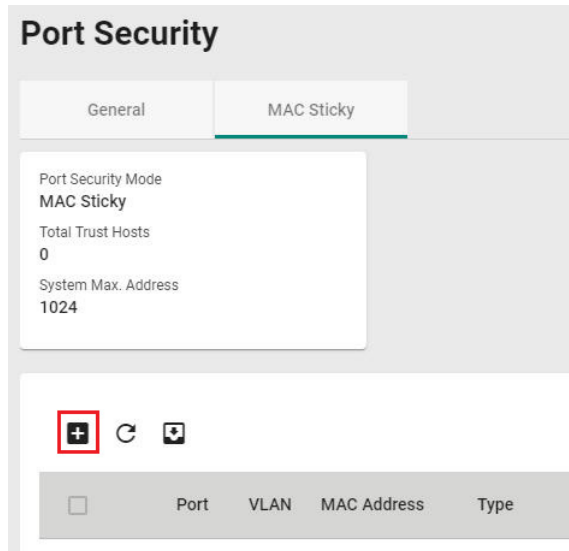 Port Security
General MAC Sticky
Port Security Mode
MAC Sticky
Total Trust Hosts
0
System Max. Address
1024
Port VLAN MAC Address Type